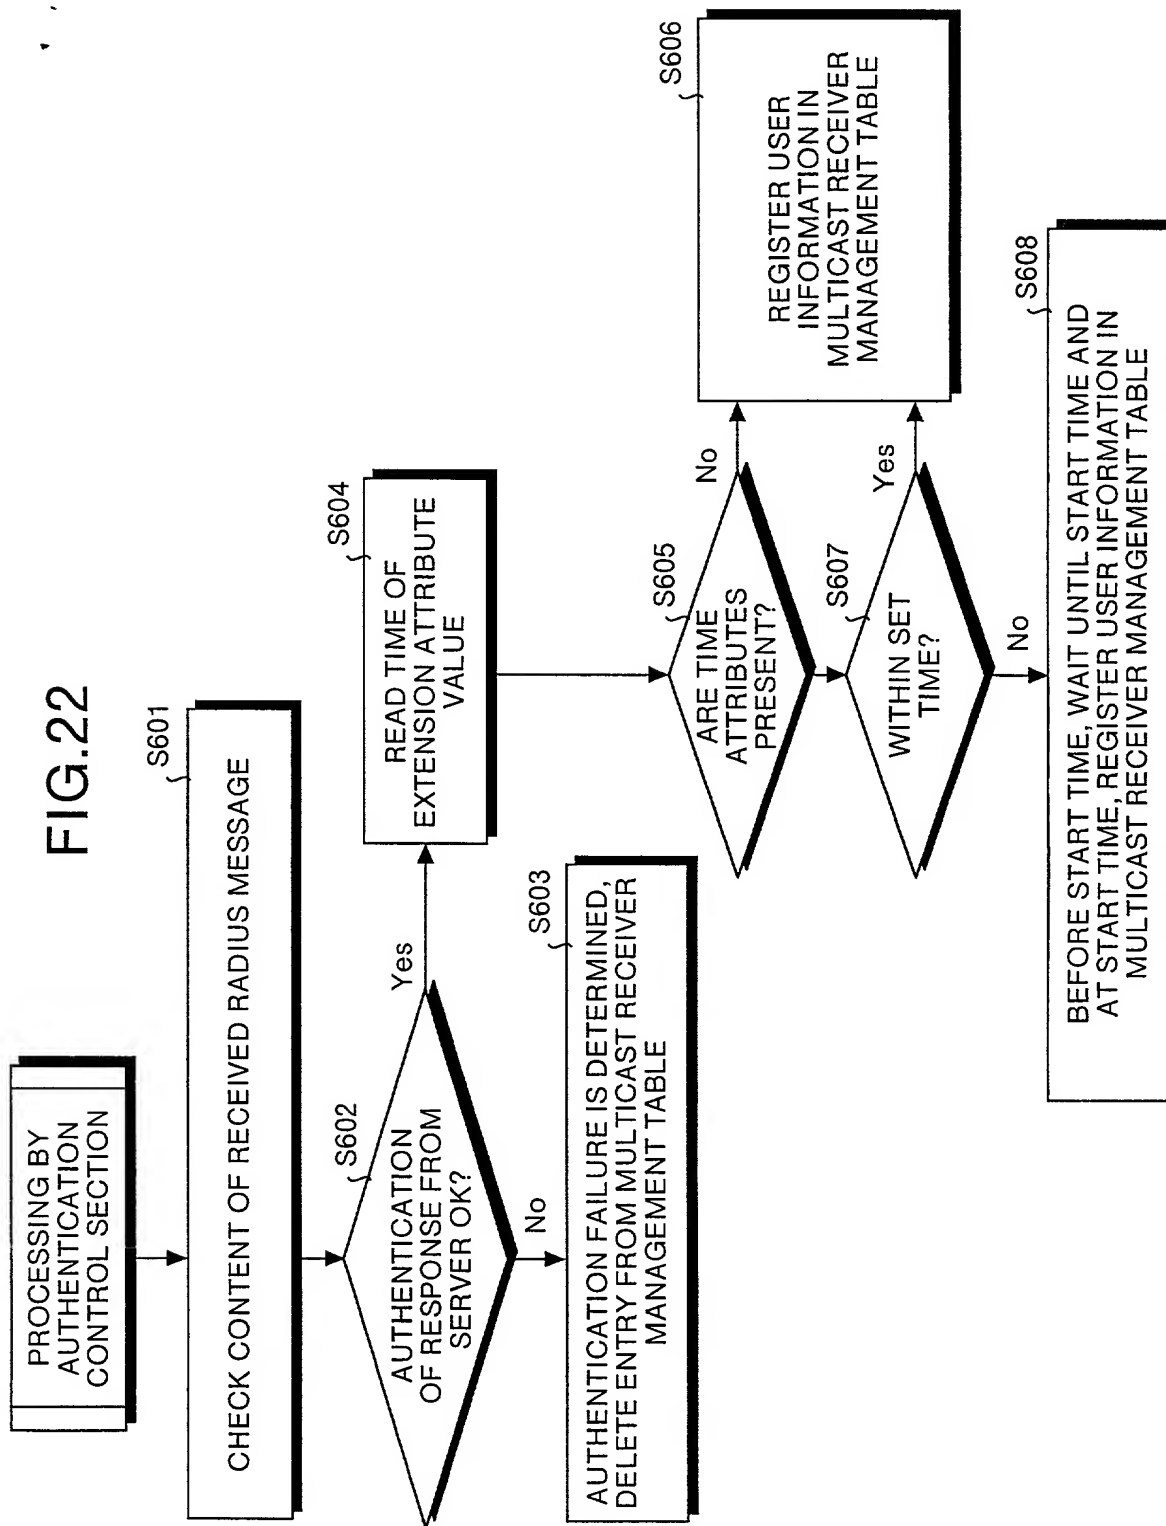 FIG.22
PROCESSING BY
AUTHENTICATION
CONTROL SECTION
S601
CHECK CONTENT OF RECEIVED RADIUS MESSAGE
S602
AUTHENTICATION
OF RESPONSE FROM
SERVER OK?
Yes
No
S603
AUTHENTICATION FAILURE IS DETERMINED,
DELETE ENTRY FROM MULTICAST RECEIVER
MANAGEMENT TABLE
S604
READ TIME OF
EXTENSION ATTRIBUTE
VALUE
S605
ARE TIME
ATTRIBUTES
PRESENT?
No
S606
REGISTER USER
INFORMATION IN
MULTICAST RECEIVER
MANAGEMENT TABLE
S607
WITHIN SET
TIME?
Yes
No
S608
BEFORE START TIME, WAIT UNTIL START TIME AND
AT START TIME, REGISTER USER INFORMATION IN
MULTICAST RECEIVER MANAGEMENT TABLE